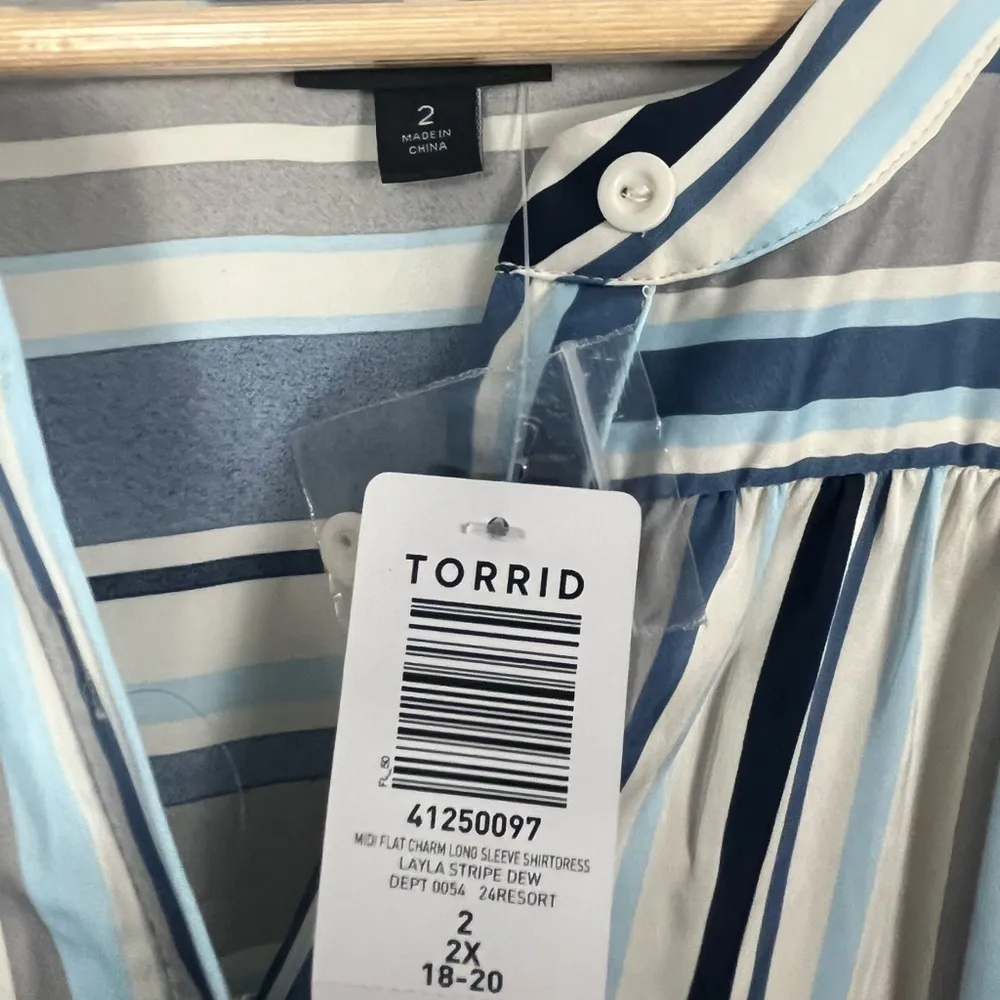 2
MADE IN
CHINA
TORRID
FL_SD
41250097
MIDI FLAT CHARM LONG SLEEVE SHIRTDRESS
LAYLA STRIPE DEW
DEPT 0054 24RESORT
2
2X
18-20